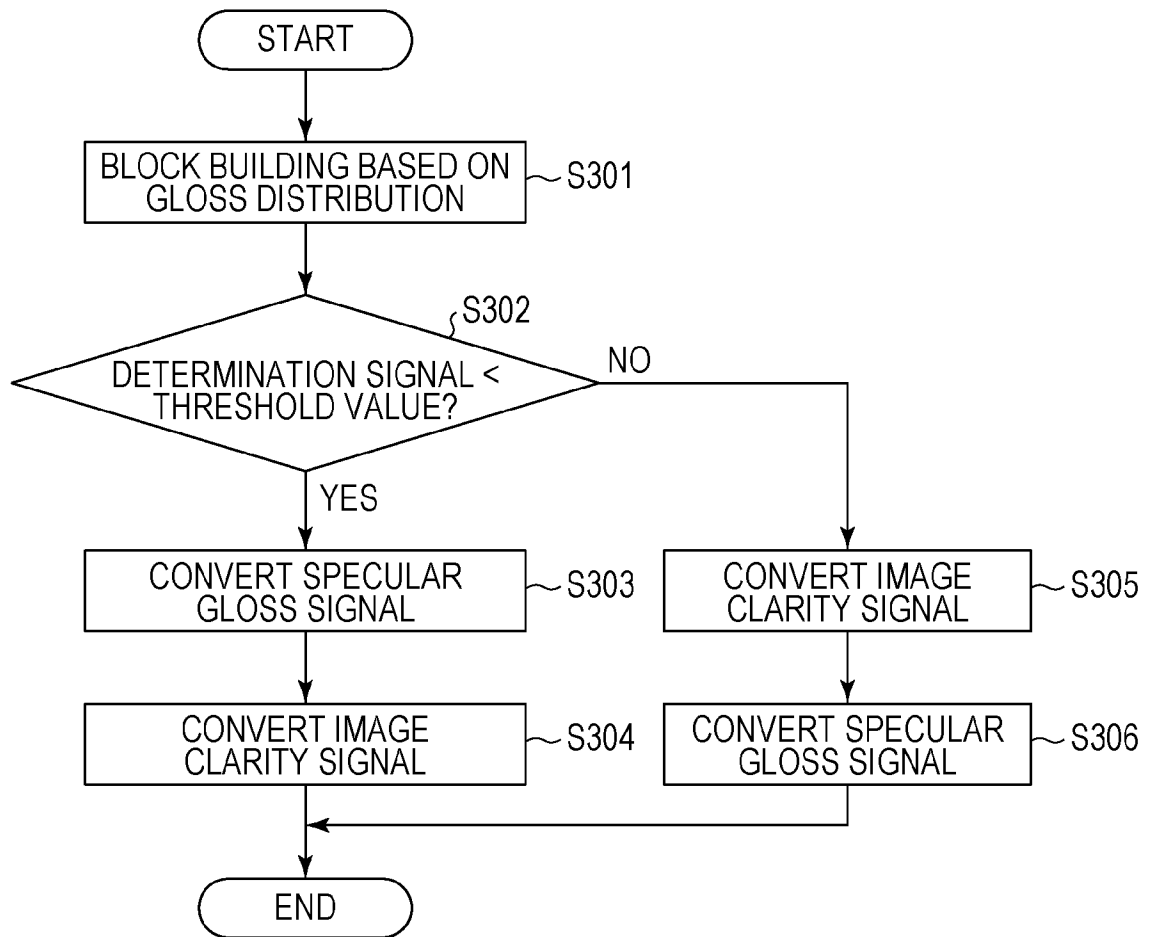 START
BLOCK BUILDING BASED ON
GLOSS DISTRIBUTION
S301
S302
DETERMINATION SIGNAL <
THRESHOLD VALUE?
NO
YES
CONVERT SPECULAR
GLOSS SIGNAL
S303
CONVERT IMAGE
CLARITY SIGNAL
S305
CONVERT IMAGE
CLARITY SIGNAL
S304
CONVERT SPECULAR
GLOSS SIGNAL
S306
END